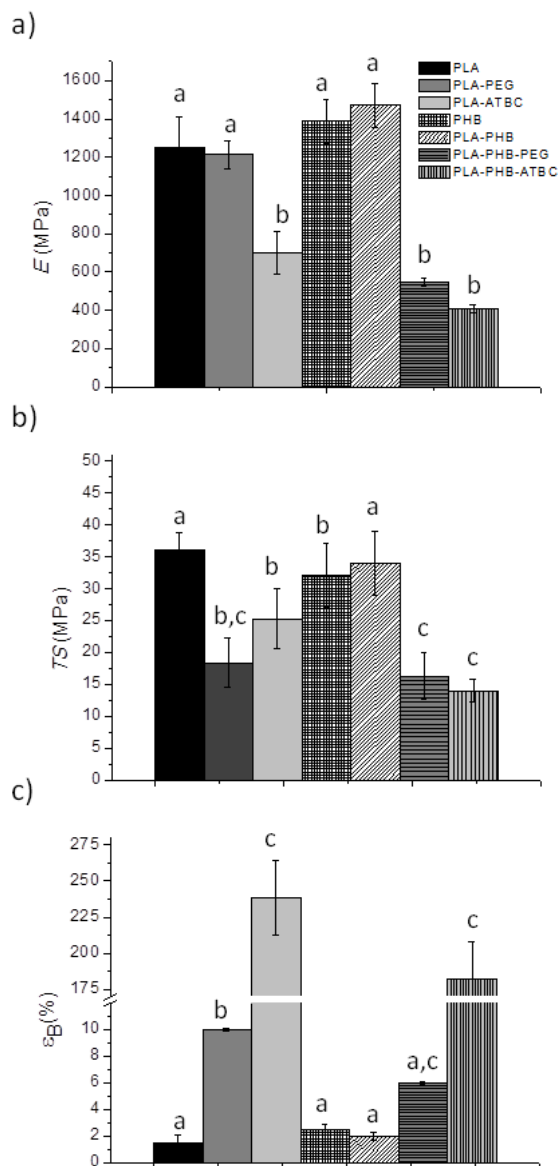 a)
1600
1400
1200
1000
800
600
400
200
0
E (MPa)
a
a
b
a
a
b
b
PLA
PLA-PEG
PLA-ATBC
PHB
PLA-PHB
PLA-PHB-PEG
PLA-PHB-ATBC
b)
50
45
40
35
30
25
20
15
10
5
0
TS (MPa)
a
b,c
b
b
a
c
c
c)
275
250
225
200
175
10
8
6
4
2
0
εB(%)
a
b
c
a
a
a,c
c